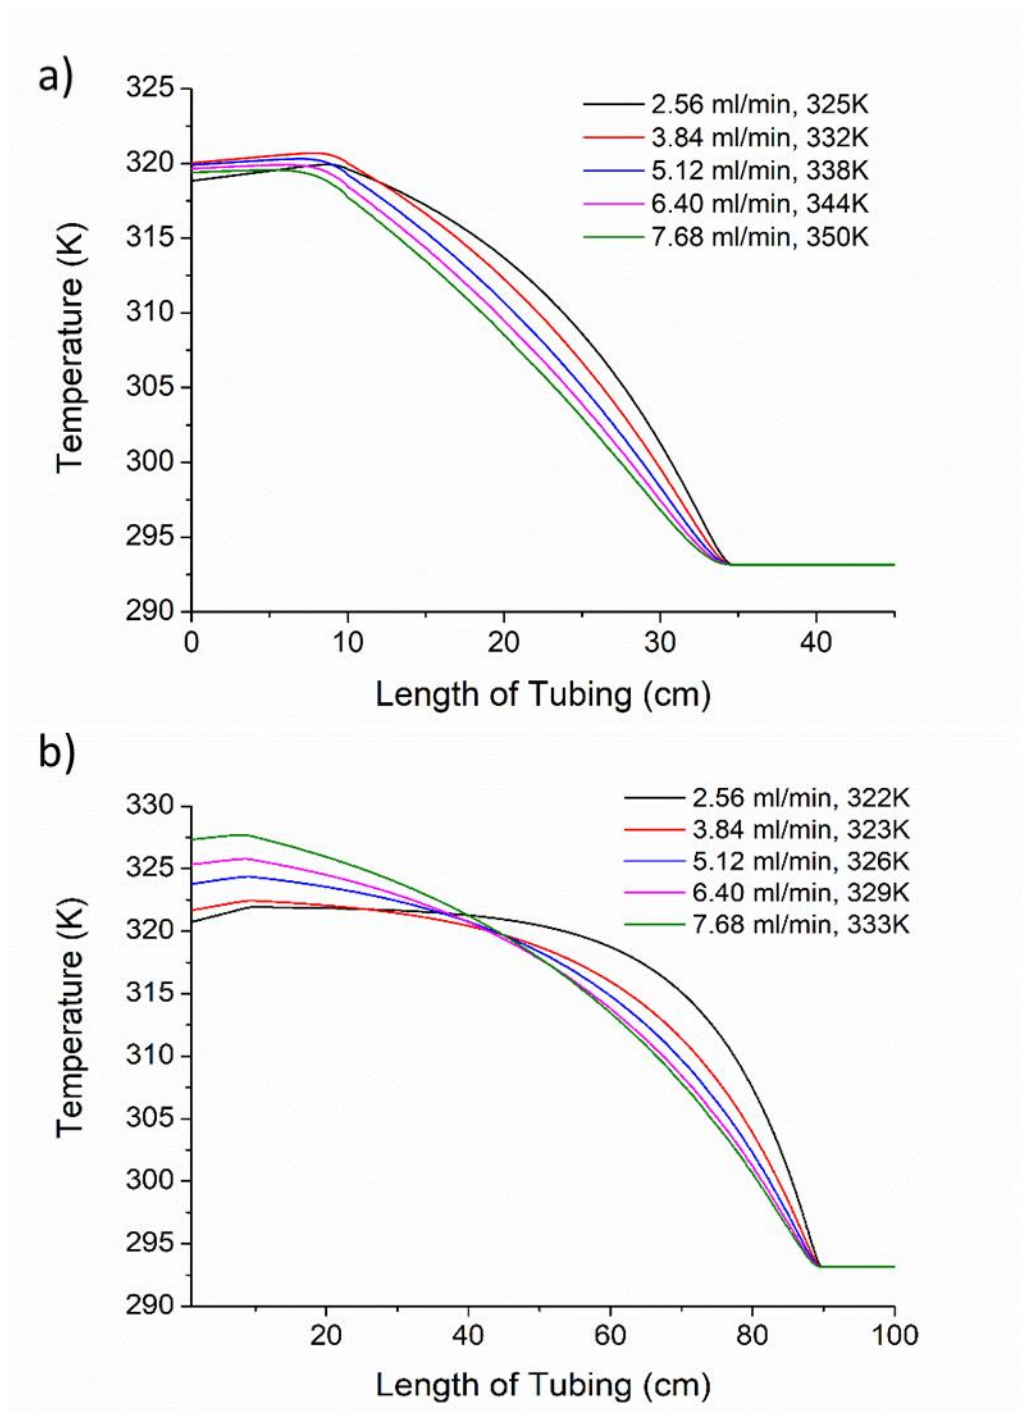 a)
325
320
315
310
305
300
295
290
Temperature (K)
2.56 ml/min, 325K
3.84 ml/min, 332K
5.12 ml/min, 338K
6.40 ml/min, 344K
7.68 ml/min, 350K
0 10 20 30 40
Length of Tubing (cm)
b)
330
325
320
315
310
305
300
295
290
Temperature (K)
2.56 ml/min, 322K
3.84 ml/min, 323K
5.12 ml/min, 326K
6.40 ml/min, 329K
7.68 ml/min, 333K
20 40 60 80 100
Length of Tubing (cm)